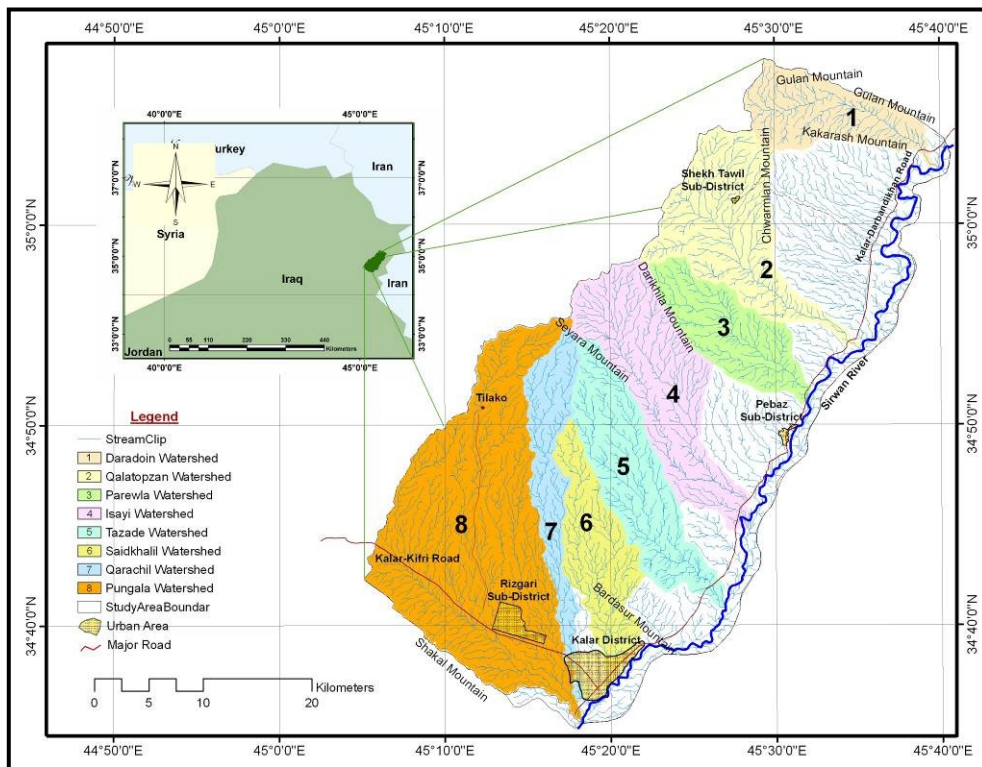 44°50'0"E 45°0'0"E 45°10'0"E 45°20'0"E 45°30'0"E 45°40'0"E
40°0'0"E 45°0'0"E
N
W E
S
Turkey
Iran
Syria
Iraq
Iran
Jordan
37°0'0"N
35°0'0"N
33°0'0"N
37°0'0"N
35°0'0"N
33°0'0"N
0 55 110 220 330 440
Kilometers
40°0'0"E 45°0'0"E
Gulan Mountain
Gulan Mountain
1
Kakarash Mountain
Kalar-Darbandikhan Road
Shekh Tawil
Sub-District
Chwarmlan Mountain
2
35°0'0"N
35°0'0"N
Darikhila Mountain
3
Seyara Mountain
4
Sirwan River
Tilako
Pebaz
Sub-District
34°50'0"N
34°50'0"N
5
6
7
8
Kalar-Kifri Road
Rizgari
Sub-District
Bardasur Mountain
Kalar District
Shakal Mountain
34°40'0"N
34°40'0"N
Legend
StreamClip
1 Daradoin Watershed
2 Qalatopzan Watershed
3 Parewla Watershed
4 Isayi Watershed
5 Tazade Watershed
6 Saidkhalil Watershed
7 Qarachil Watershed
8 Pungala Watershed
StudyAreaBoundar
Urban Area
Major Road
Kilometers
0 5 10 20
44°50'0"E 45°0'0"E 45°10'0"E 45°20'0"E 45°30'0"E 45°40'0"E